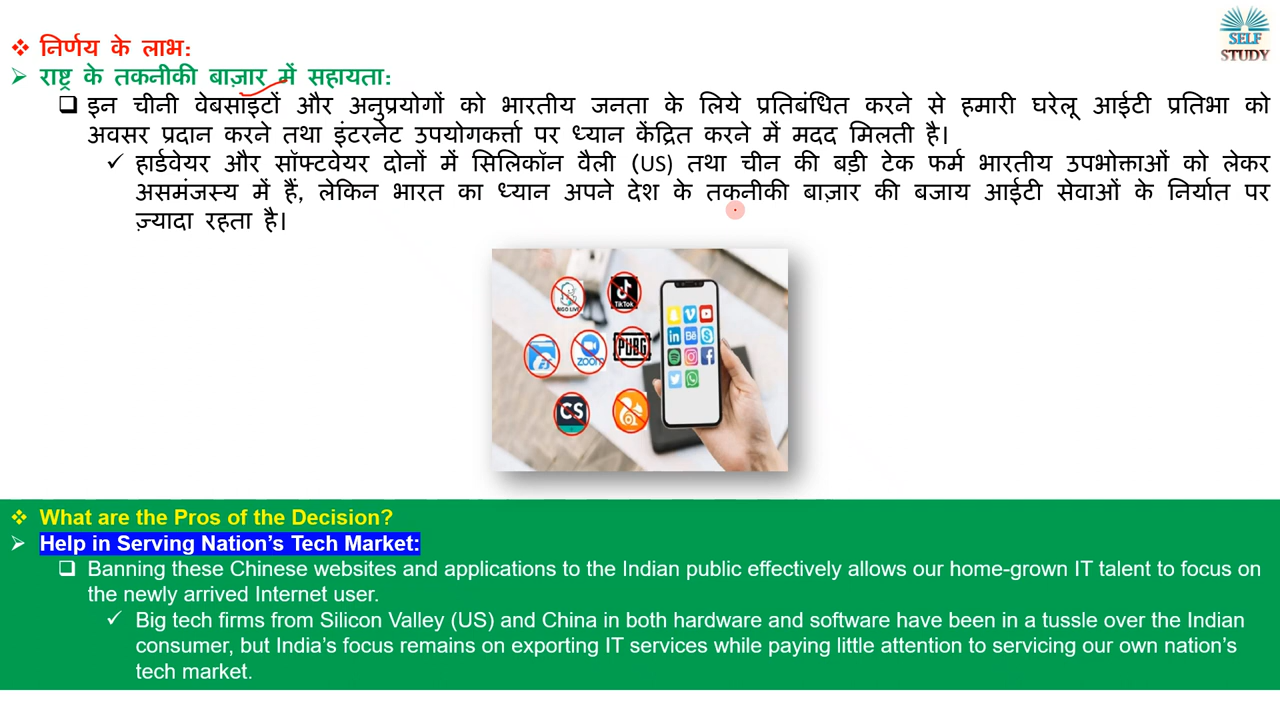 SELF
STUDY
❖ निर्णय के लाभ:
➢ राष्ट्र के तकनीकी बाज़ार में सहायता:
❑ इन चीनी वेबसाइटों और अनुप्रयोगों को भारतीय जनता के लिये प्रतिबंधित करने से हमारी घरेलू आईटी प्रतिभा को
अवसर प्रदान करने तथा इंटरनेट उपयोगकर्त्ता पर ध्यान केंद्रित करने में मदद मिलती है।
✓ हार्डवेयर और सॉफ्टवेयर दोनों में सिलिकॉन वैली (US) तथा चीन की बड़ी टेक फर्म भारतीय उपभोक्ताओं को लेकर
असमंजस्य में हैं, लेकिन भारत का ध्यान अपने देश के तकनीकी बाज़ार की बजाय आईटी सेवाओं के निर्यात पर
ज़्यादा रहता है।
TikTok
zoom
PUBG
CS
❖ What are the Pros of the Decision?
➢ Help in Serving Nation’s Tech Market:
❑ Banning these Chinese websites and applications to the Indian public effectively allows our home-grown IT talent to focus on
the newly arrived Internet user.
✓ Big tech firms from Silicon Valley (US) and China in both hardware and software have been in a tussle over the Indian
consumer, but India’s focus remains on exporting IT services while paying little attention to servicing our own nation’s
tech market.